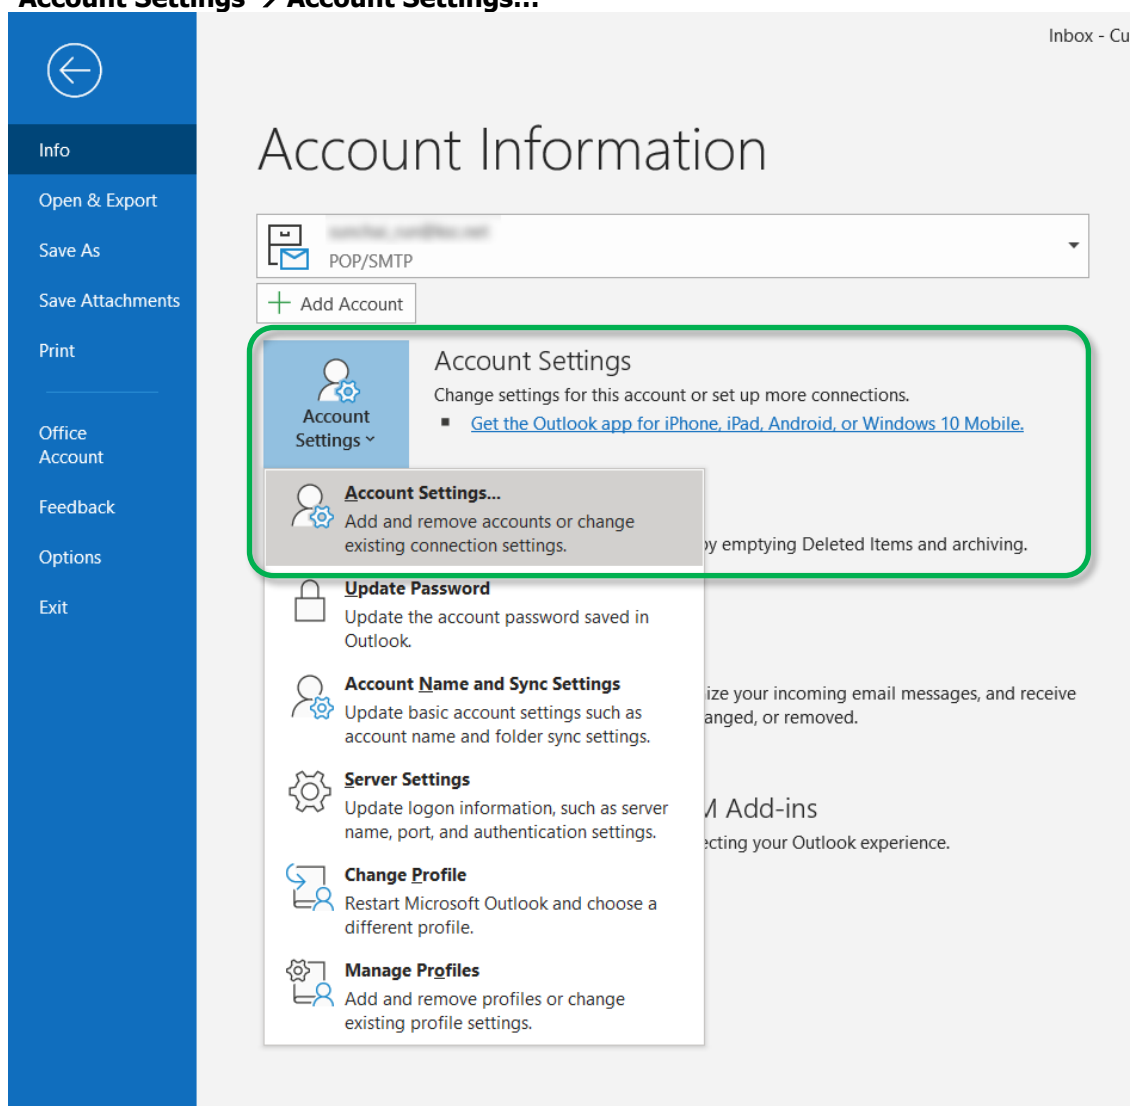 Account Settings → Account Settings...
Inbox - Cu
Info
Open & Export
Save As
Save Attachments
Print
Office
Account
Feedback
Options
Exit
Account Information
POP/SMTP
Add Account
Account
Settings
Account Settings
Change settings for this account or set up more connections.
Get the Outlook app for iPhone, iPad, Android, or Windows 10 Mobile.
Account Settings...
Add and remove accounts or change
existing connection settings.
by emptying Deleted Items and archiving.
Update Password
Update the account password saved in
Outlook.
Account Name and Sync Settings
Update basic account settings such as
account name and folder sync settings.
ize your incoming email messages, and receive
anged, or removed.
Server Settings
Update logon information, such as server
name, port, and authentication settings.
M Add-ins
ecting your Outlook experience.
Change Profile
Restart Microsoft Outlook and choose a
different profile.
Manage Profiles
Add and remove profiles or change
existing profile settings.